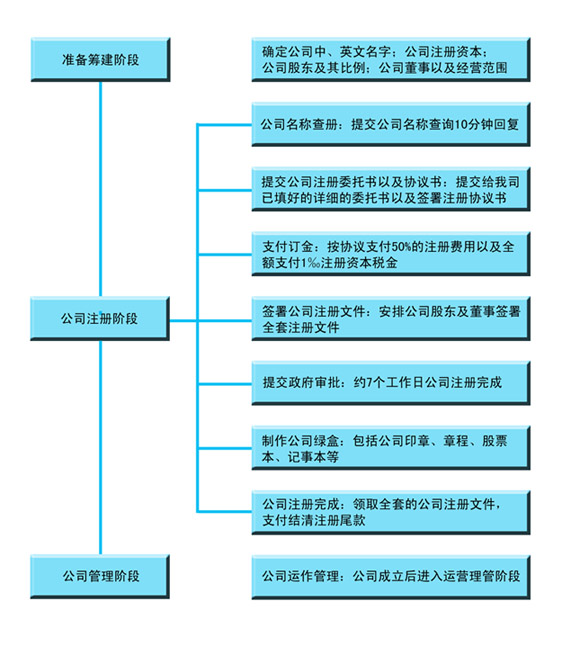 准备筹建阶段
确定公司中、英文名字；公司注册资本；
公司股东及其比例；公司董事以及经营范围
公司名称查册：提交公司名称查询10分钟回复
提交公司注册委托书以及协议书：提交给我司
已填好的详细的委托书以及签署注册协议书
支付订金：按协议支付50%的注册费用以及全
额支付1‰注册资本税金
公司注册阶段
签署公司注册文件：安排公司股东及董事签署
全套注册文件
提交政府审批：约7个工作日公司注册完成
制作公司绿盒：包括公司印章、章程、股票
本、记事本等
公司注册完成：领取全套的公司注册文件，
支付结清注册尾款
公司管理阶段
公司运作管理：公司成立后进入运营理管阶段